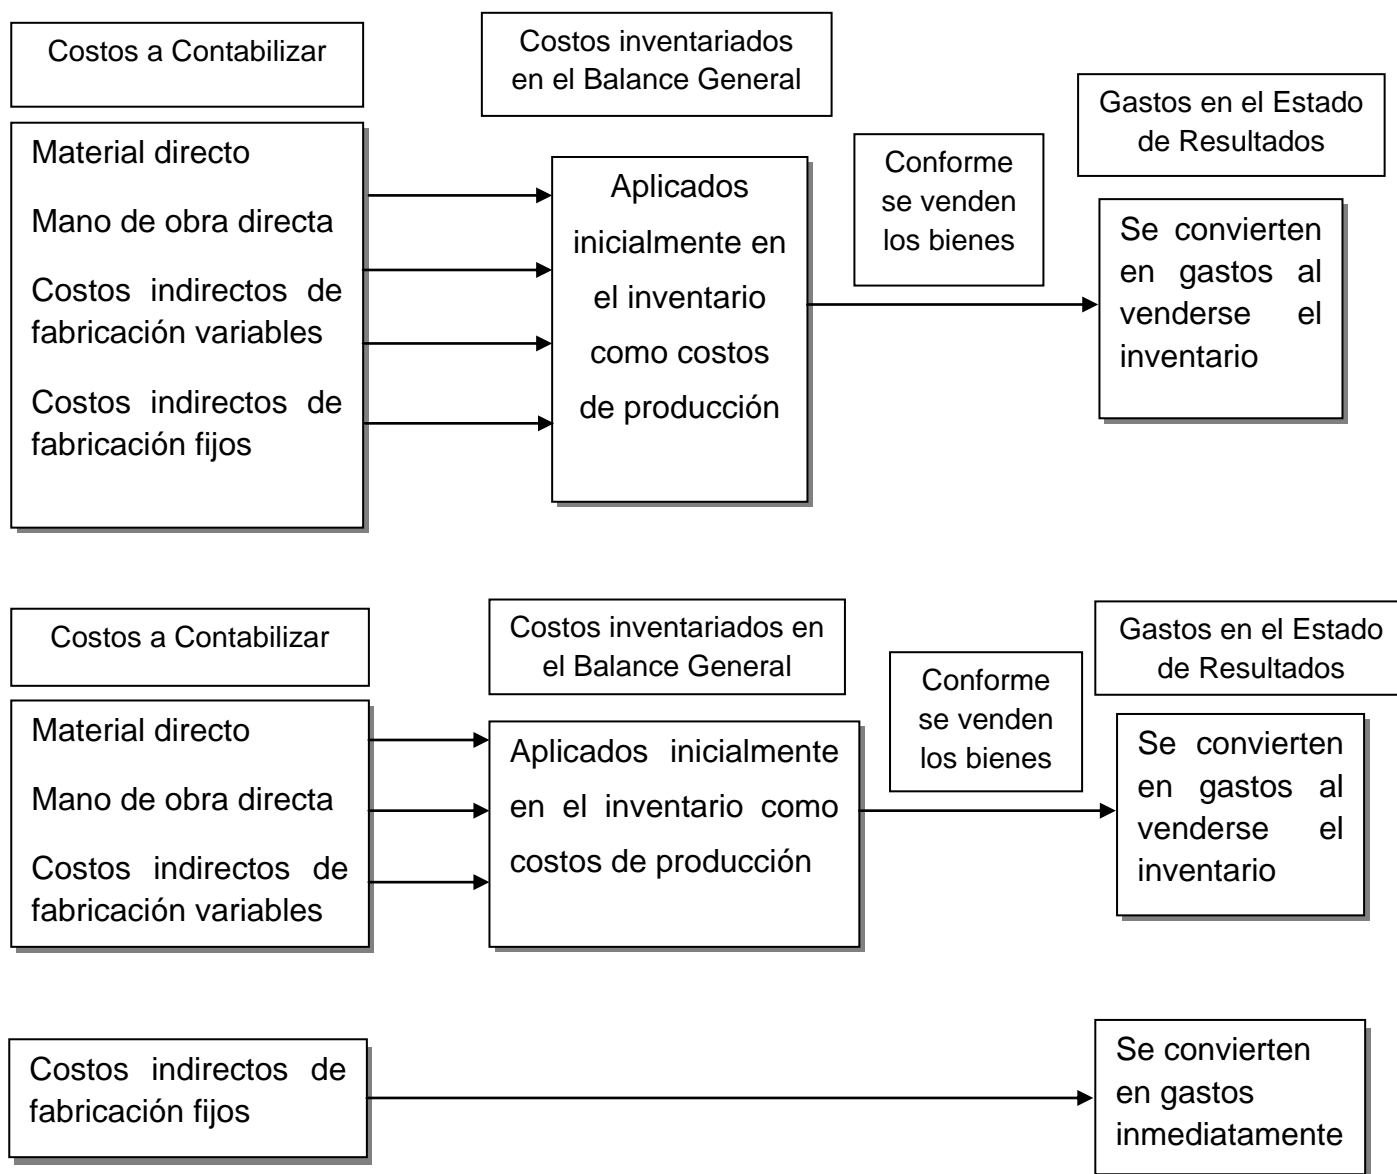 Costos a Contabilizar
Costos inventariados
en el Balance General
Gastos en el Estado
de Resultados
Material directo
Mano de obra directa
Costos indirectos de
fabricación variables
Costos indirectos de
fabricación fijos
Aplicados
inicialmente en
el inventario
como costos
de producción
Conforme
se venden
los bienes
Se convierten
en gastos al
venderse el
inventario
Costos a Contabilizar
Costos inventariados en
el Balance General
Gastos en el Estado
de Resultados
Material directo
Mano de obra directa
Costos indirectos de
fabricación variables
Aplicados inicialmente
en el inventario como
costos de producción
Conforme
se venden
los bienes
Se convierten
en gastos al
venderse el
inventario
Costos indirectos de
fabricación fijos
Se convierten
en gastos
inmediatamente